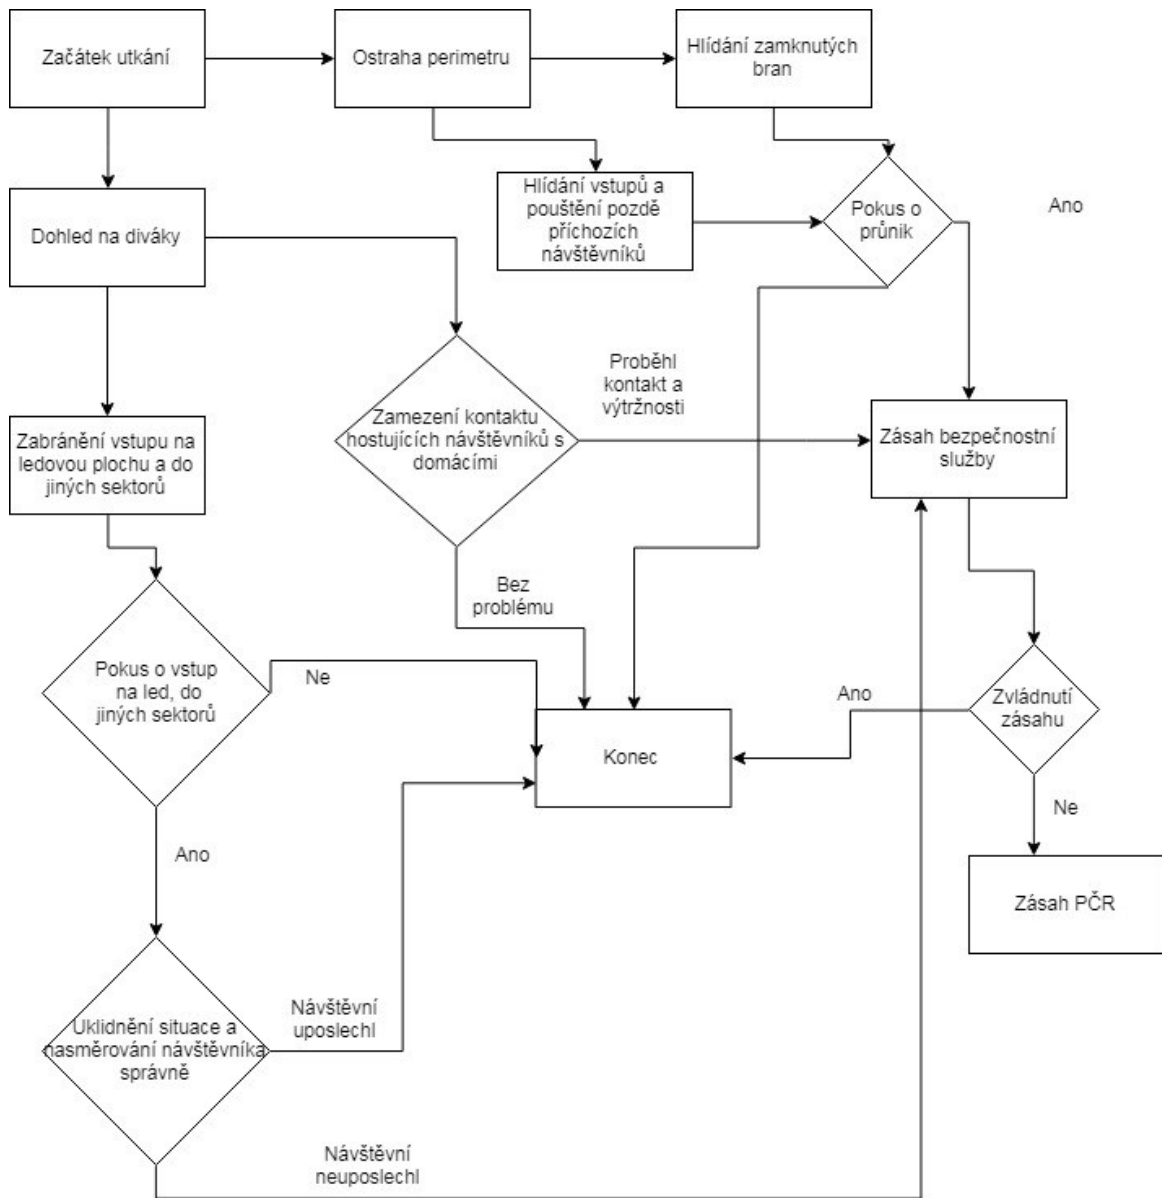 Začátek utkání
Ostraha perimetru
Hlídání zamknutých
bran
Dohled na diváky
Hlídání vstupů a
pouštění pozdě
příchozích
návštěvníků
Pokus o
průnik
Ano
Proběhl
kontakt a
výtržnosti
Zamezení kontaktu
hostujících návštěvníků s
domácími
Zásah bezpečnostní
služby
Zabránění vstupu na
ledovou plochu a do
jiných sektorů
Bez
problému
Pokus o vstup
na led, do
jiných sektorů
Ne
Konec
Ano
Zvládnutí
zásahu
Ne
Ano
Zásah PČR
Uklidnění situace a
nasměrování návštěvníka
správně
Návštěvní
uposlechl
Návštěvní
neuposlechl